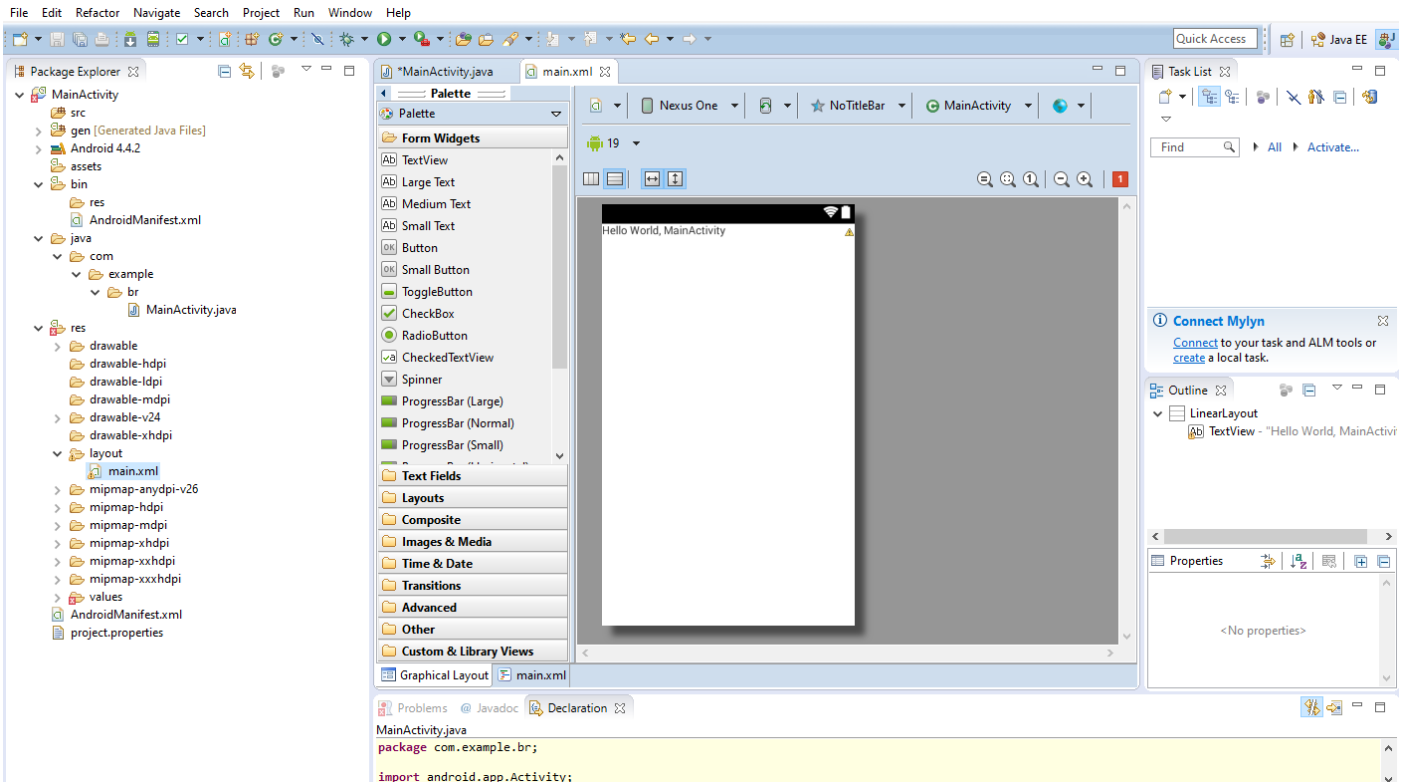 File Edit Refactor Navigate Search Project Run Window Help
Quick Access
Java EE
Package Explorer
MainActivity
src
gen [Generated Java Files]
Android 4.4.2
assets
bin
res
AndroidManifest.xml
java
com
example
br
MainActivity.java
res
drawable
drawable-hdpi
drawable-ldpi
drawable-mdpi
drawable-v24
drawable-xhdpi
layout
main.xml
mipmap-anydpi-v26
mipmap-hdpi
mipmap-mdpi
mipmap-xhdpi
mipmap-xxhdpi
mipmap-xxxhdpi
values
AndroidManifest.xml
project.properties
*MainActivity.java main.xml
Palette
Palette
Form Widgets
Ab TextView
Ab Large Text
Ab Medium Text
Ab Small Text
OK Button
OK Small Button
ToggleButton
CheckBox
RadioButton
CheckedTextView
Spinner
ProgressBar (Large)
ProgressBar (Normal)
ProgressBar (Small)
Text Fields
Layouts
Composite
Images & Media
Time & Date
Transitions
Advanced
Other
Custom & Library Views
Graphical Layout main.xml
Nexus One NoTitleBar MainActivity
19
1
Hello World, MainActivity
Problems @ Javadoc Declaration
MainActivity.java
package com.example.br;
import android.app.Activity;
Task List
Find All Activate...
Connect Mylyn
Connect to your task and ALM tools or
create a local task.
Outline
LinearLayout
Ab TextView - "Hello World, MainActivi
Properties
<No properties>